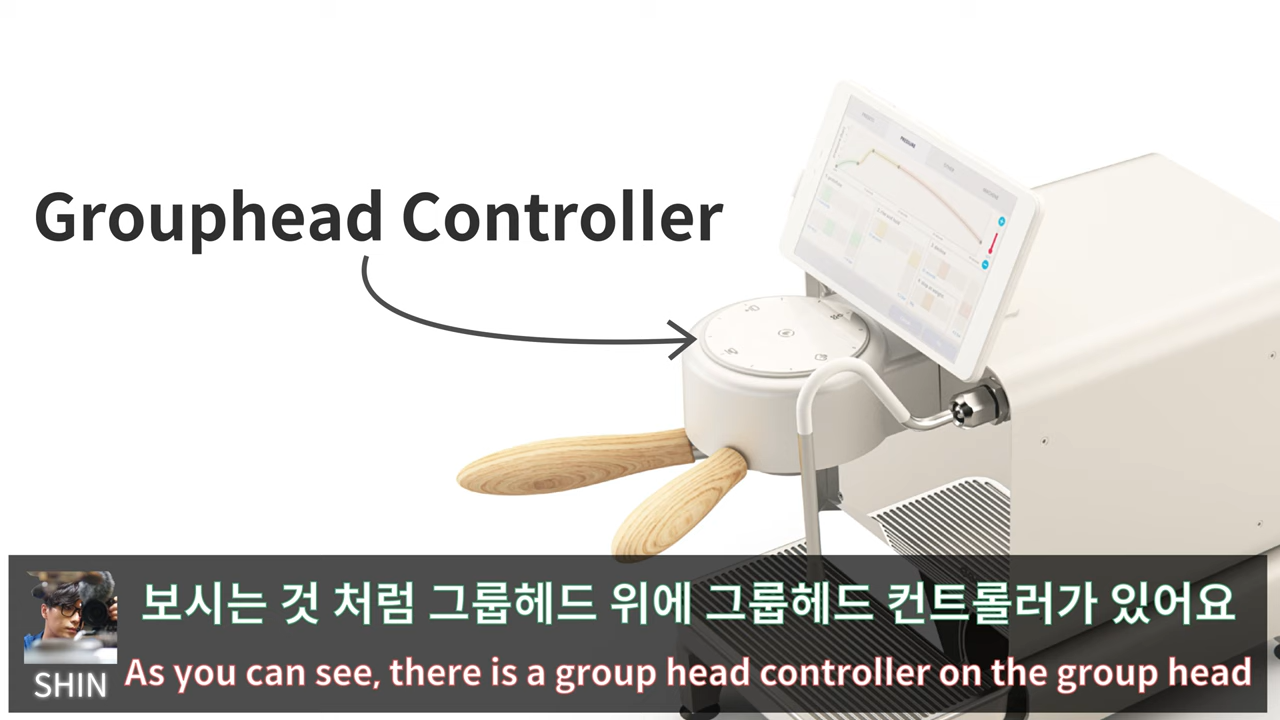 Grouphead Controller
보시는 것 처럼 그룹헤드 위에 그룹헤드 컨트롤러가 있어요
SHIN
As you can see, there is a group head controller on the group head